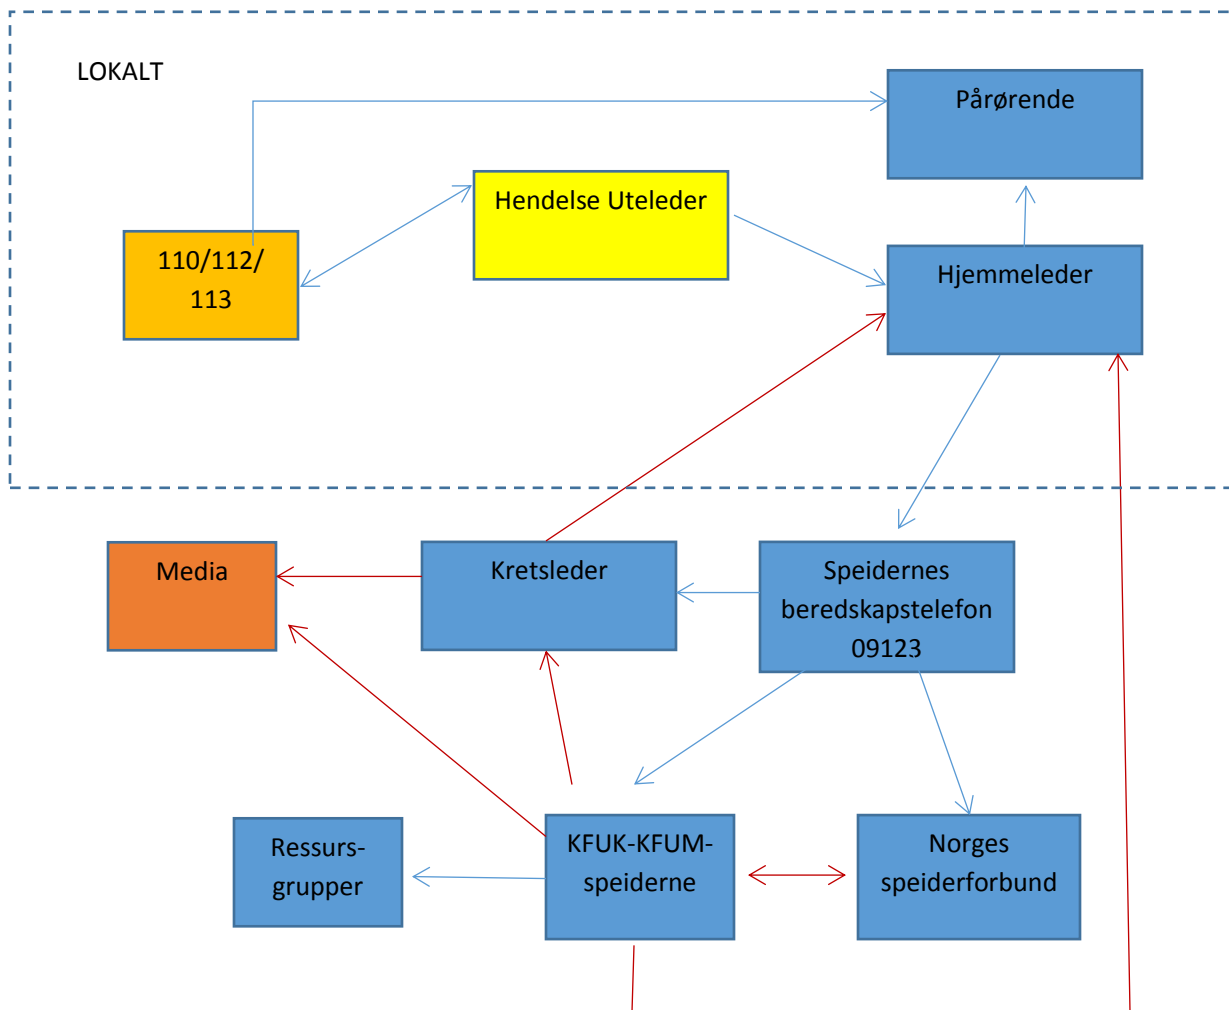 LOKALT
Pårørende
Hendelse Uteleder
110/112/
113
Hjemmeleder
Media
Kretsleder
Speidernes
beredskapstelefon
09123
Ressurs-
grupper
KFUK-KFUM-
speiderne
Norges
speiderforbund